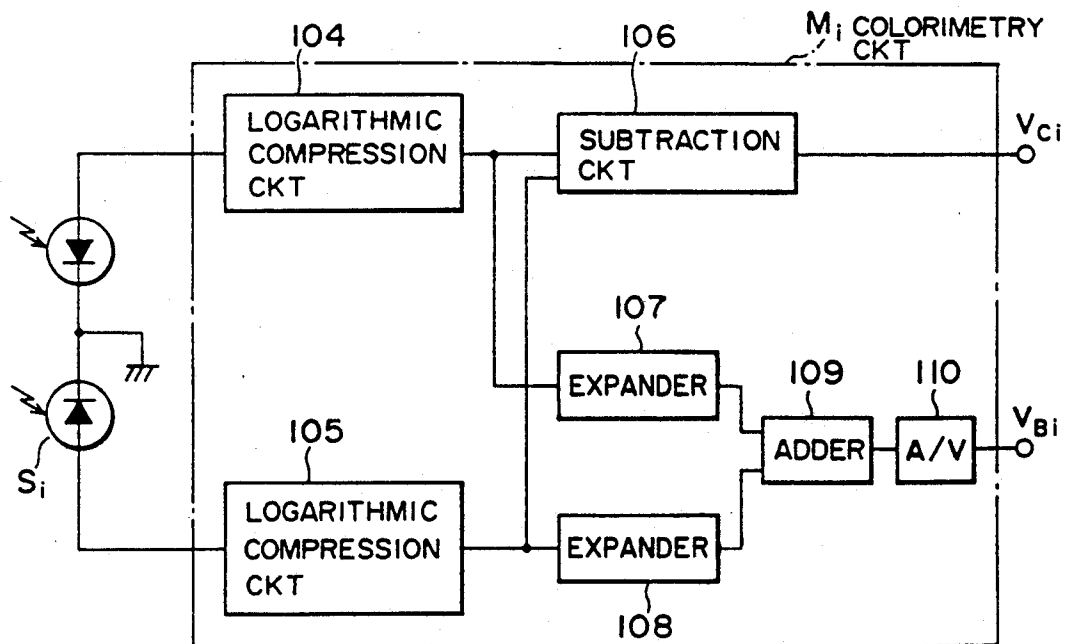 104
106
Mi COLORIMETRY
CKT
LOGARITHMIC
COMPRESSION
CKT
SUBTRACTION
CKT
VCi
107
EXPANDER
109
110
ADDER
A/V
VBi
Si
105
LOGARITHMIC
COMPRESSION
CKT
EXPANDER
108